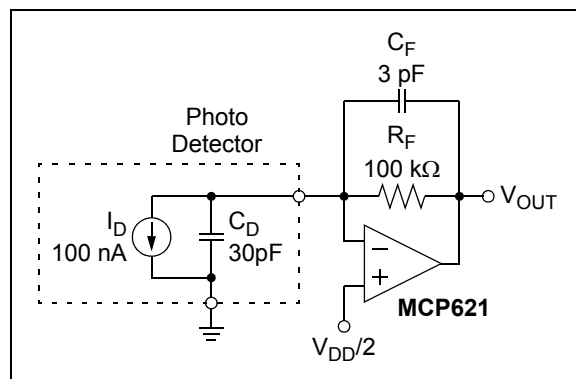 C_F
3 pF
Photo
Detector
R_F
100 kΩ
V_OUT
I_D
100 nA
C_D
30pF
−
+
MCP621
V_DD/2